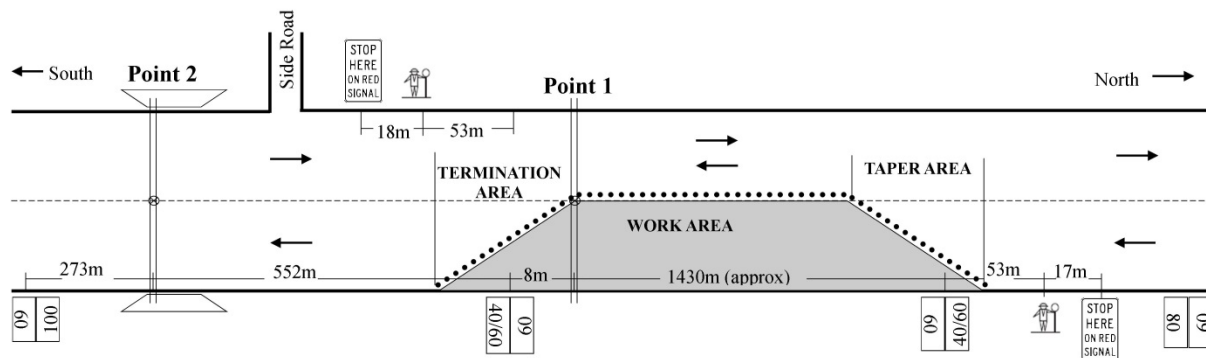 South
Point 2
Side Road
STOP
HERE
ON RED
SIGNAL
Point 1
North
18m
53m
TERMINATION
AREA
TAPER AREA
WORK AREA
273m
552m
8m
1430m (approx)
53m
17m
60
100
40/60
60
60
40/60
STOP
HERE
ON RED
SIGNAL
80
60